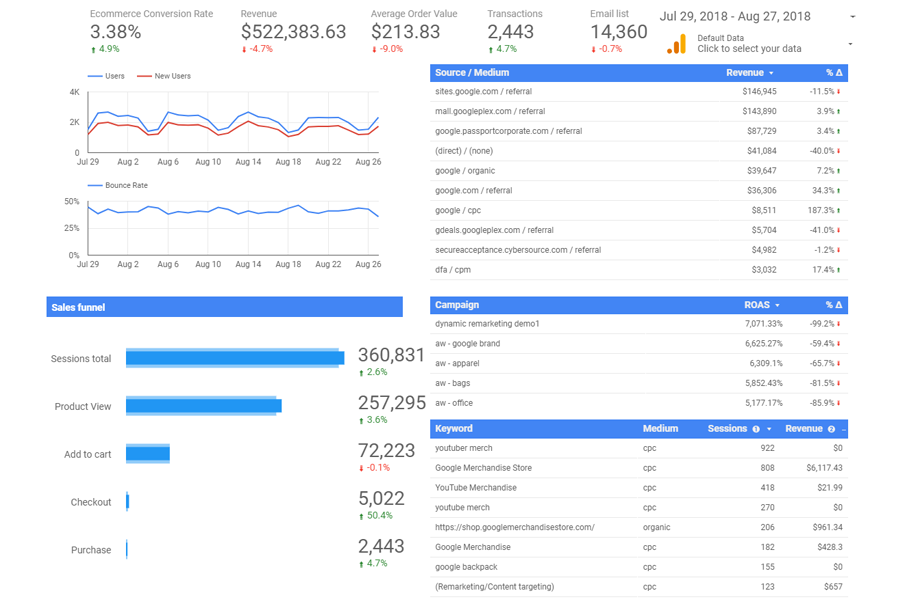 Ecommerce Conversion Rate Revenue Average Order Value Transactions Email list
3.38% $522,383.63 $213.83 2,443 14,360
4.9% -4.7% -9.0% 4.7% -0.7%
Jul 29, 2018 - Aug 27, 2018
Default Data
Click to select your data
Users New Users
4K
2K
0
Jul 29 Aug 2 Aug 6 Aug 10 Aug 14 Aug 18 Aug 22 Aug 26
Bounce Rate
50%
25%
0%
Jul 29 Aug 2 Aug 6 Aug 10 Aug 14 Aug 18 Aug 22 Aug 26
Source / Medium Revenue % Δ
sites.google.com / referral $146,945 -11.5%
mall.googleplex.com / referral $143,890 3.9%
google.passportcorporate.com / referral $87,729 3.4%
(direct) / (none) $41,084 -40.0%
google / organic $39,647 7.2%
google.com / referral $36,306 34.3%
google / cpc $8,511 187.3%
gdeals.googleplex.com / referral $5,704 -41.0%
secureacceptance.cybersource.com / referral $4,982 -1.2%
dfa / cpm $3,032 17.4%
Sales funnel
Sessions total 360,831
2.6%
Product View 257,295
3.6%
Add to cart 72,223
-0.1%
Checkout 5,022
50.4%
Purchase 2,443
4.7%
Campaign ROAS % Δ
dynamic remarketing demo1 7,071.33% -99.2%
aw - google brand 6,625.27% -59.4%
aw - apparel 6,309.1% -65.7%
aw - bags 5,852.43% -81.5%
aw - office 5,177.17% -85.9%
Keyword Medium Sessions 1 Revenue 2
youtuber merch cpc 922 $0
Google Merchandise Store cpc 808 $6,117.43
YouTube Merchandise cpc 418 $21.99
youtube merch cpc 270 $0
https://shop.googlemerchandisestore.com/ organic 206 $961.34
Google Merchandise cpc 182 $428.3
google backpack cpc 155 $0
(Remarketing/Content targeting) cpc 123 $657